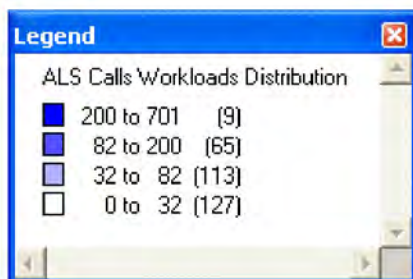 Legend
ALS Calls Workloads Distribution
200 to 701 (9)
82 to 200 (65)
32 to 82 (113)
0 to 32 (127)